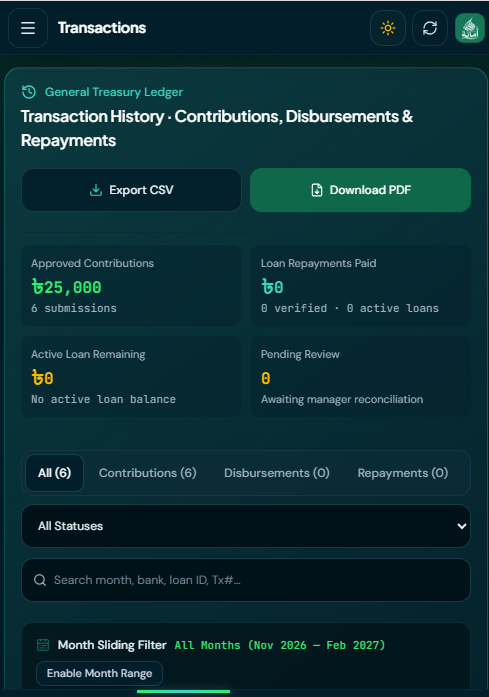 Transactions
أمانة
General Treasury Ledger
Transaction History · Contributions, Disbursements &
Repayments
Export CSV
Download PDF
Approved Contributions
৳25,000
6 submissions
Loan Repayments Paid
৳0
0 verified · 0 active loans
Active Loan Remaining
৳0
No active loan balance
Pending Review
0
Awaiting manager reconciliation
All (6)
Contributions (6)
Disbursements (0)
Repayments (0)
All Statuses
Search month, bank, loan ID, Tx#...
Month Sliding Filter All Months (Nov 2026 — Feb 2027)
Enable Month Range